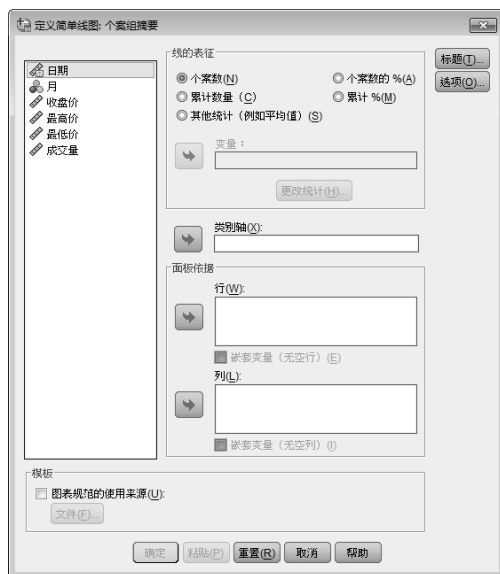 定义简单线图: 个案组摘要
日期
月
收盘价
最高价
最低价
成交量
线的表征
个案数(N)
个案数的 %(A)
累计数量（C）
累计 %(M)
其他统计（例如平均值）(S)
变量：
更改统计(H)...
标题(T)...
选项(O)...
类别轴(X):
面板依据
行(W):
嵌套变量（无空行）(E)
列(L):
嵌套变量（无空列）(I)
模板
图表规范的使用来源(U):
文件(F)...
确定
粘贴(P)
重置(R)
取消
帮助